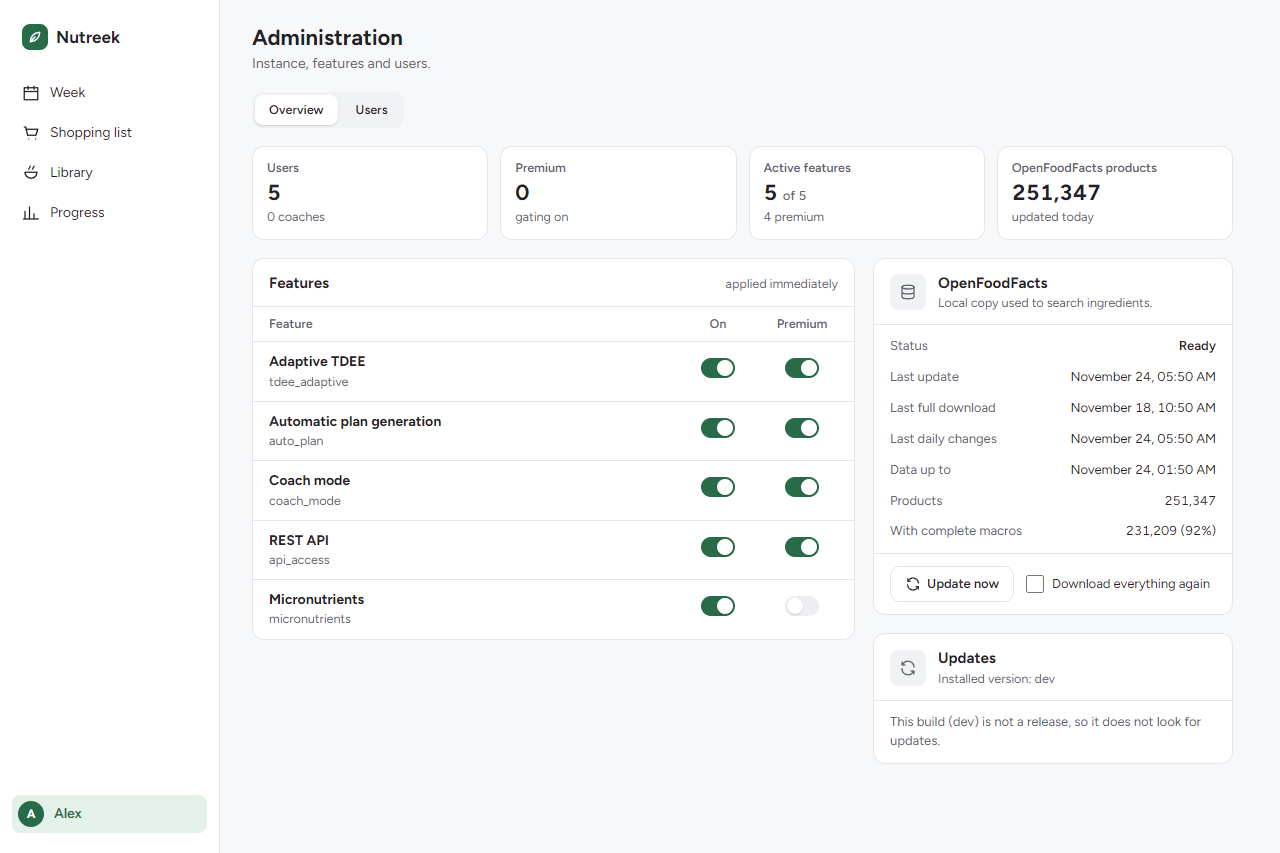 Nutreek
Week
Shopping list
Library
Progress
A Alex
Administration
Instance, features and users.
Overview Users
Users
5
0 coaches
Premium
0
gating on
Active features
5 of 5
4 premium
OpenFoodFacts products
251,347
updated today
Features applied immediately
Feature On Premium
Adaptive TDEE
tdee_adaptive
Automatic plan generation
auto_plan
Coach mode
coach_mode
REST API
api_access
Micronutrients
micronutrients
OpenFoodFacts
Local copy used to search ingredients.
Status Ready
Last update November 24, 05:50 AM
Last full download November 18, 10:50 AM
Last daily changes November 24, 05:50 AM
Data up to November 24, 01:50 AM
Products 251,347
With complete macros 231,209 (92%)
Update now Download everything again
Updates
Installed version: dev
This build (dev) is not a release, so it does not look for
updates.